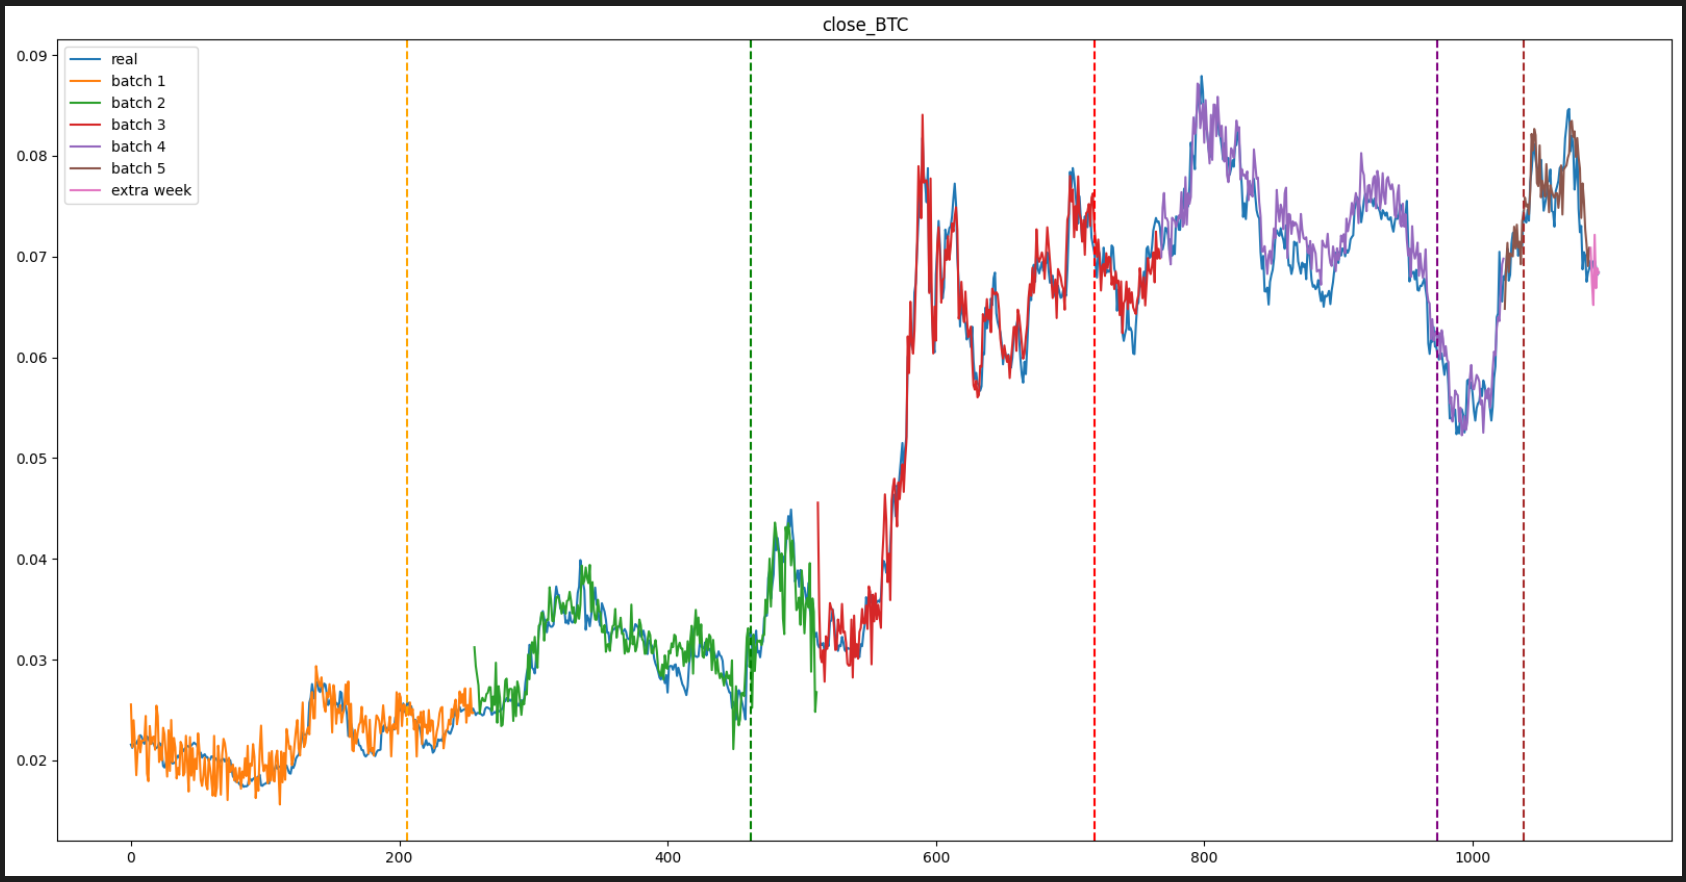 close_BTC
real
batch 1
batch 2
batch 3
batch 4
batch 5
extra week
0.09
0.08
0.07
0.06
0.05
0.04
0.03
0.02
0 200 400 600 800 1000